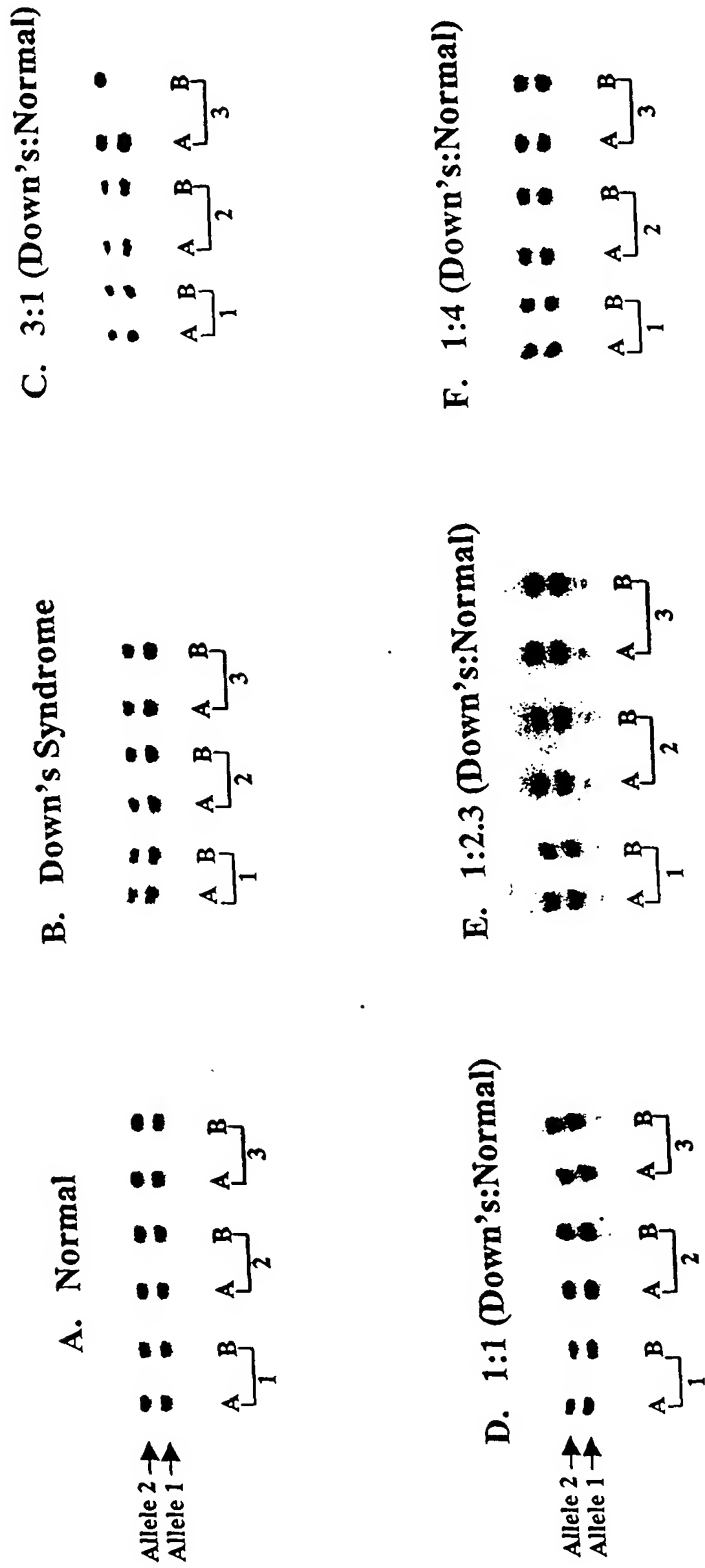 A. Normal
Allele 2
Allele 1
A B A B A B
1 2 3
B. Down's Syndrome
A B A B A B
1 2 3
C. 3:1 (Down's:Normal)
A B A B A B
1 2 3
D. 1:1 (Down's:Normal)
Allele 2
Allele 1
A B A B A B
1 2 3
E. 1:2.3 (Down's:Normal)
A B A B A B
1 2 3
F. 1:4 (Down's:Normal)
A B A B A B
1 2 3